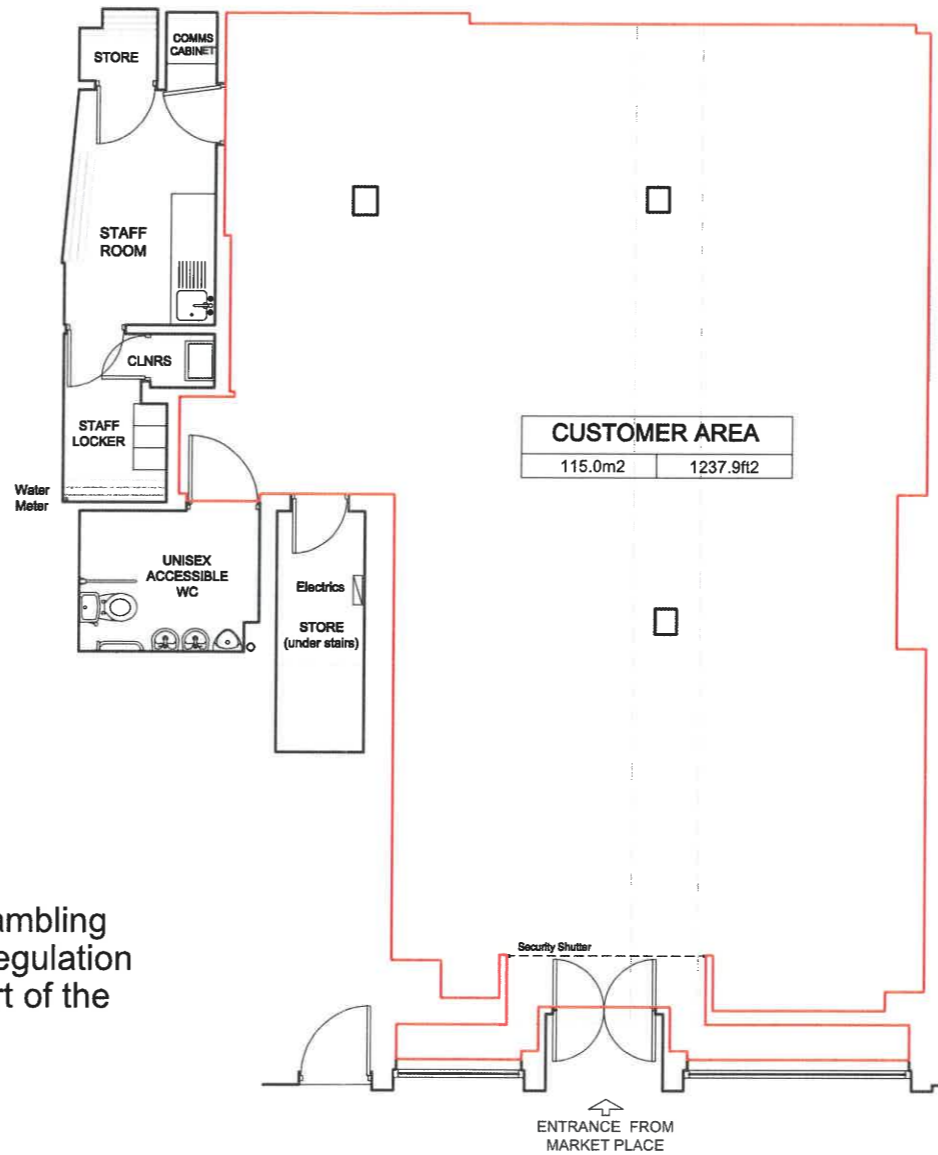 STORE
COMMS
CABINET
STAFF
ROOM
CLNRS
STAFF
LOCKER
Water
Meter
CUSTOMER AREA
115.0m2 1237.9ft2
UNISEX
ACCESSIBLE
WC
Electrics
STORE
(under stairs)
ambling
egulation
rt of the
Security Shutter
ENTRANCE FROM
MARKET PLACE